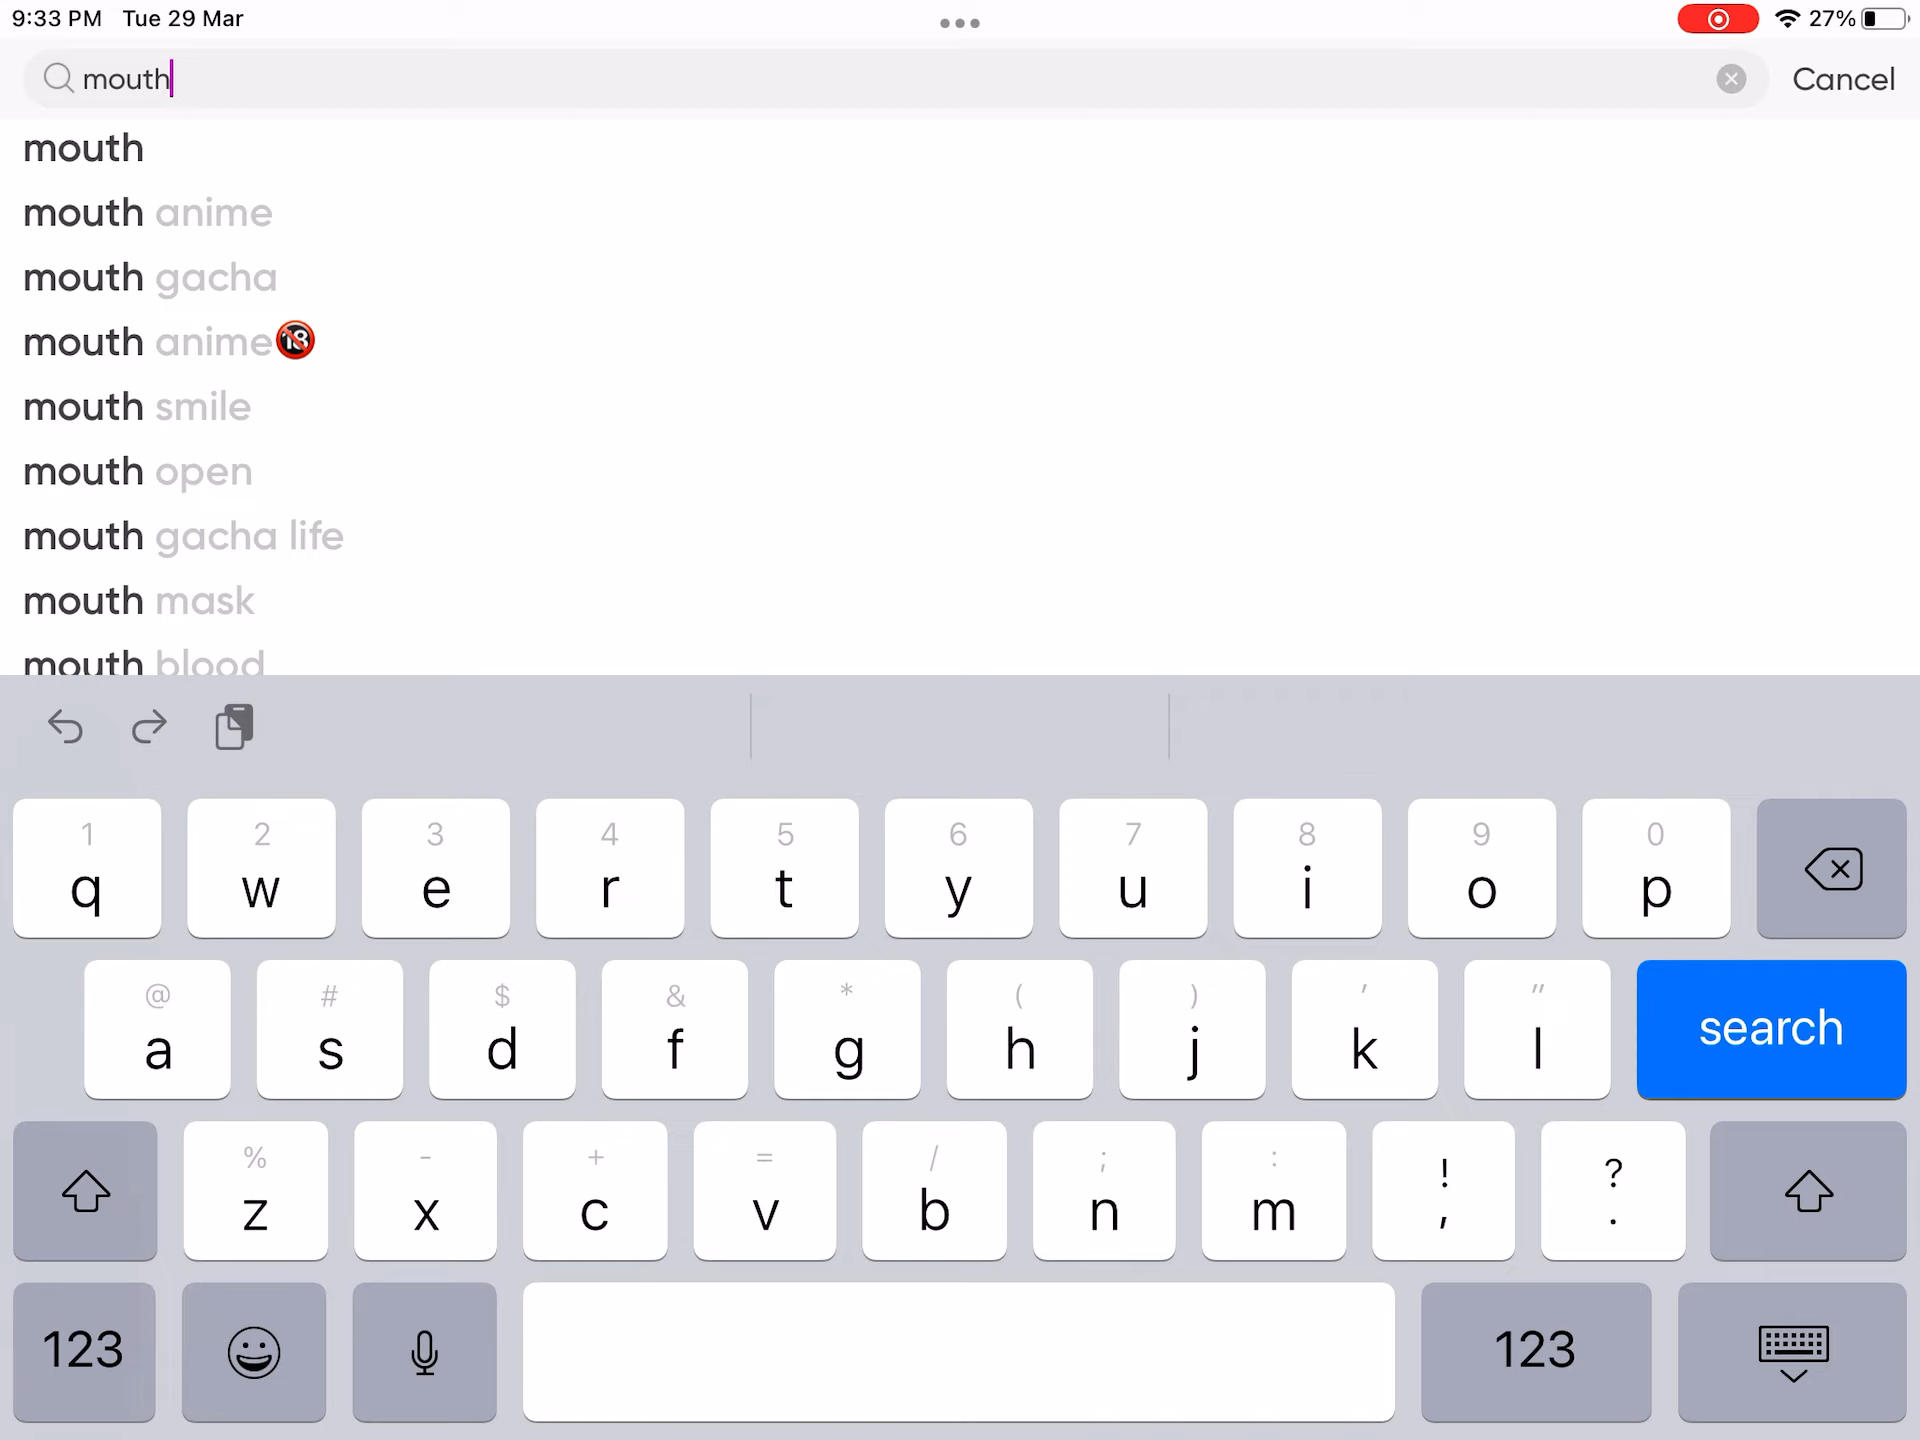 9:33 PM Tue 29 Mar 27%
mouth Cancel
mouth
mouth anime
mouth gacha
mouth anime🔞
mouth smile
mouth open
mouth gacha life
mouth mask
mouth blood
1 2 3 4 5 6 7 8 9 0
q w e r t y u i o p
@ # $ & * ( ) ' "
a s d f g h j k l search
% - + = / ; : ! ?
z x c v b n m , .
123 123